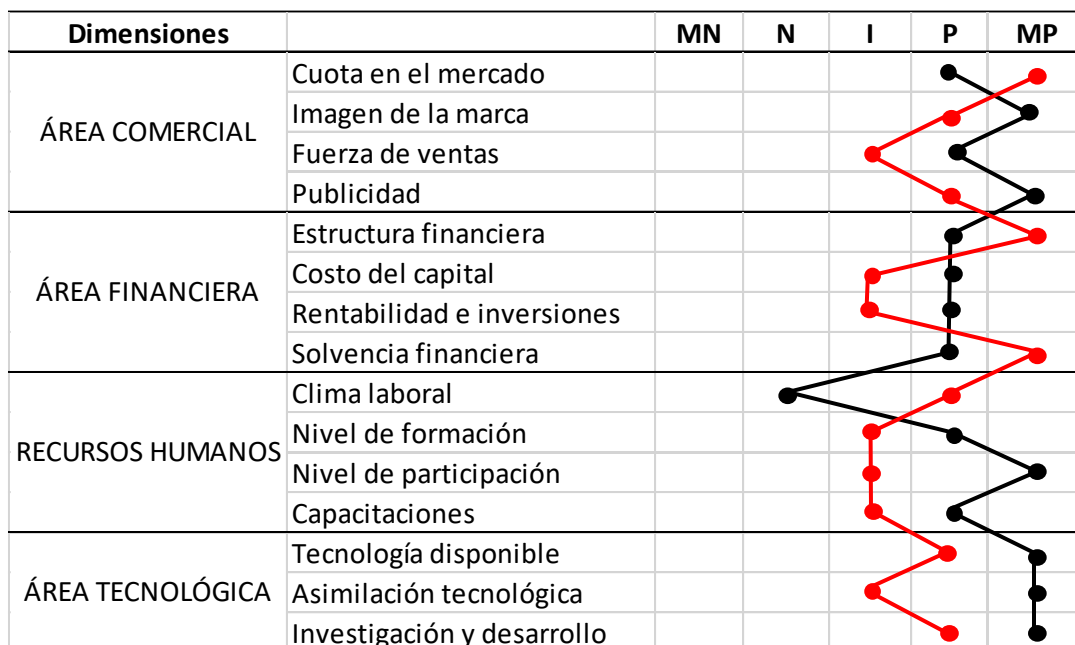 Dimensiones MN N I P MP
ÁREA COMERCIAL
Cuota en el mercado
Imagen de la marca
Fuerza de ventas
Publicidad
ÁREA FINANCIERA
Estructura financiera
Costo del capital
Rentabilidad e inversiones
Solvencia financiera
RECURSOS HUMANOS
Clima laboral
Nivel de formación
Nivel de participación
Capacitaciones
ÁREA TECNOLÓGICA
Tecnología disponible
Asimilación tecnológica
Investigación y desarrollo